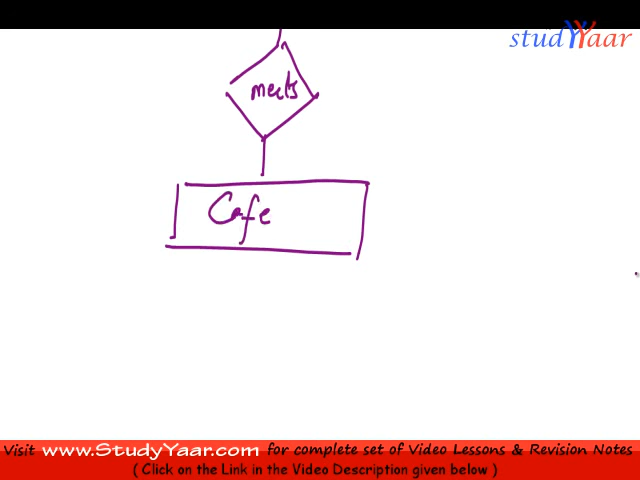 studYYaar
meets
Cafe
Visit www.StudyYaar.com for complete set of Video Lessons & Revision Notes
( Click on the Link in the Video Description given below )